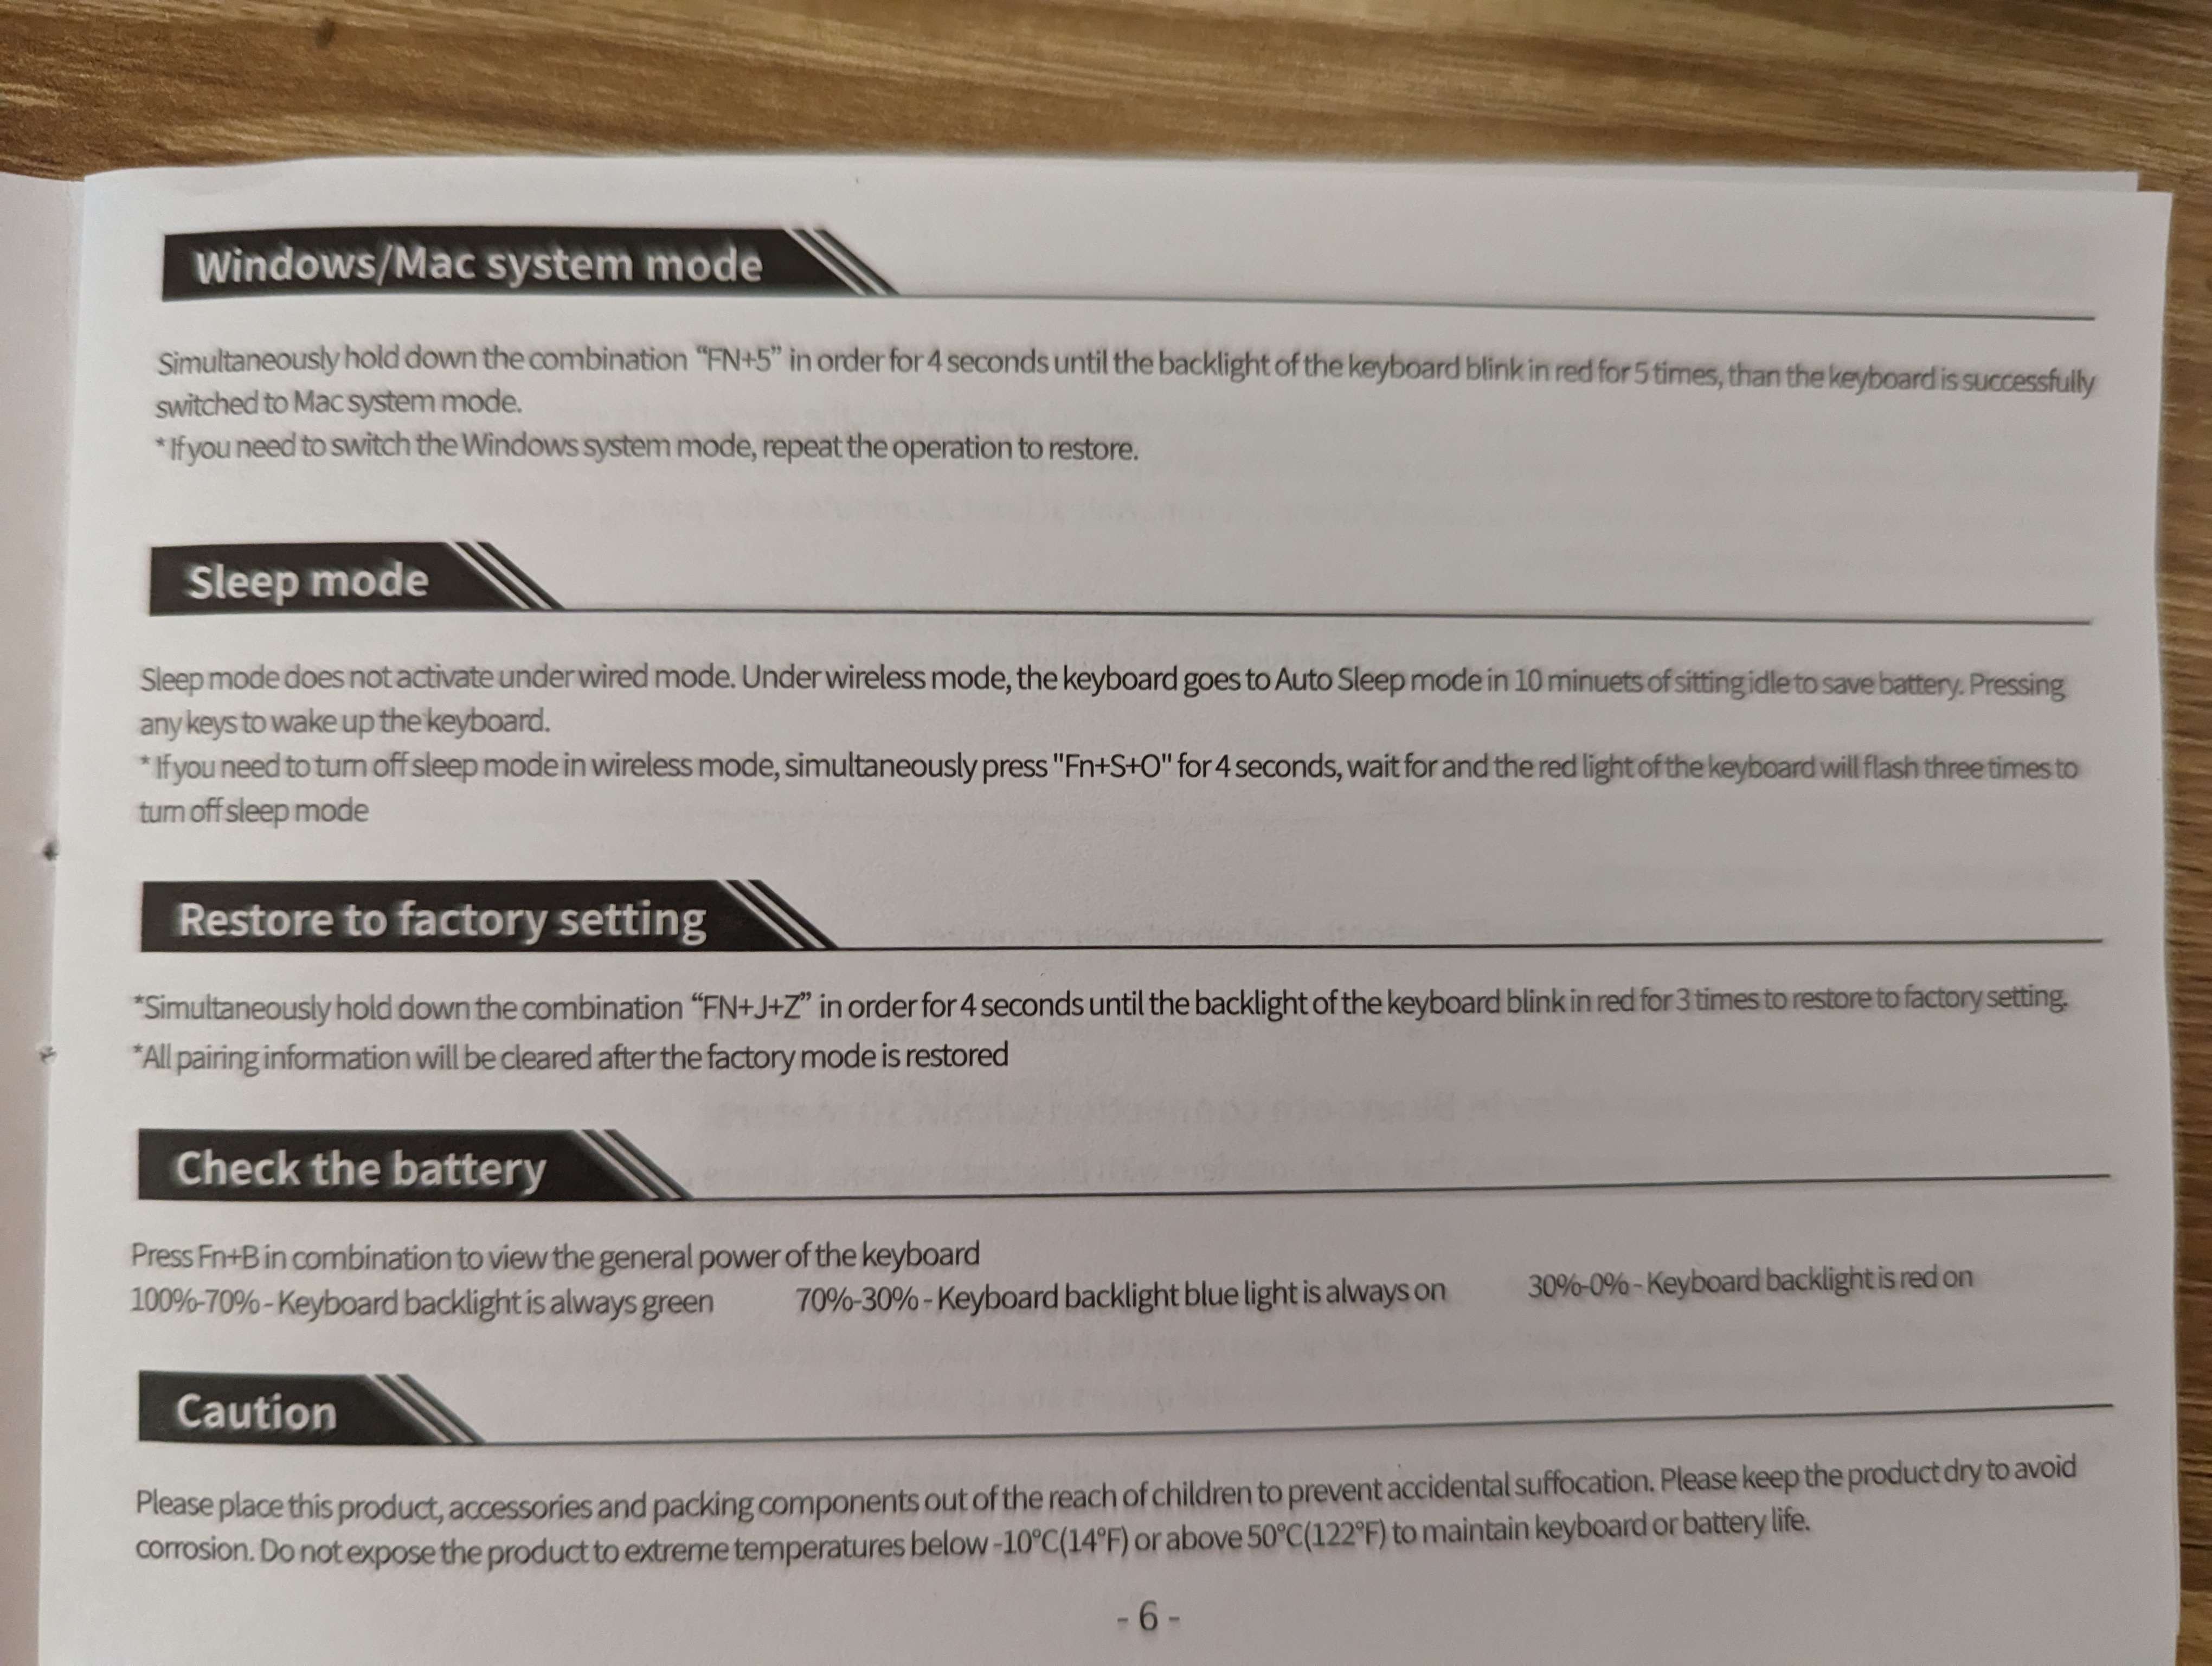 Windows/Mac system mode
Simultaneously hold down the combination “FN+5” in order for 4 seconds until the backlight of the keyboard blink in red for 5 times, than the keyboard is successfully
switched to Mac system mode.
* If you need to switch the Windows system mode, repeat the operation to restore.
Sleep mode
Sleep mode does not activate under wired mode. Under wireless mode, the keyboard goes to Auto Sleep mode in 10 minuets of sitting idle to save battery. Pressing
any keys to wake up the keyboard.
* If you need to turn off sleep mode in wireless mode, simultaneously press "Fn+S+O" for 4 seconds, wait for and the red light of the keyboard will flash three times to
turn off sleep mode
Restore to factory setting
*Simultaneously hold down the combination “FN+J+Z” in order for 4 seconds until the backlight of the keyboard blink in red for 3 times to restore to factory setting.
*All pairing information will be cleared after the factory mode is restored
Check the battery
Press Fn+B in combination to view the general power of the keyboard
100%-70% - Keyboard backlight is always green 70%-30% - Keyboard backlight blue light is always on 30%-0% - Keyboard backlight is red on
Caution
Please place this product, accessories and packing components out of the reach of children to prevent accidental suffocation. Please keep the product dry to avoid
corrosion. Do not expose the product to extreme temperatures below -10°C(14°F) or above 50°C(122°F) to maintain keyboard or battery life.
- 6 -